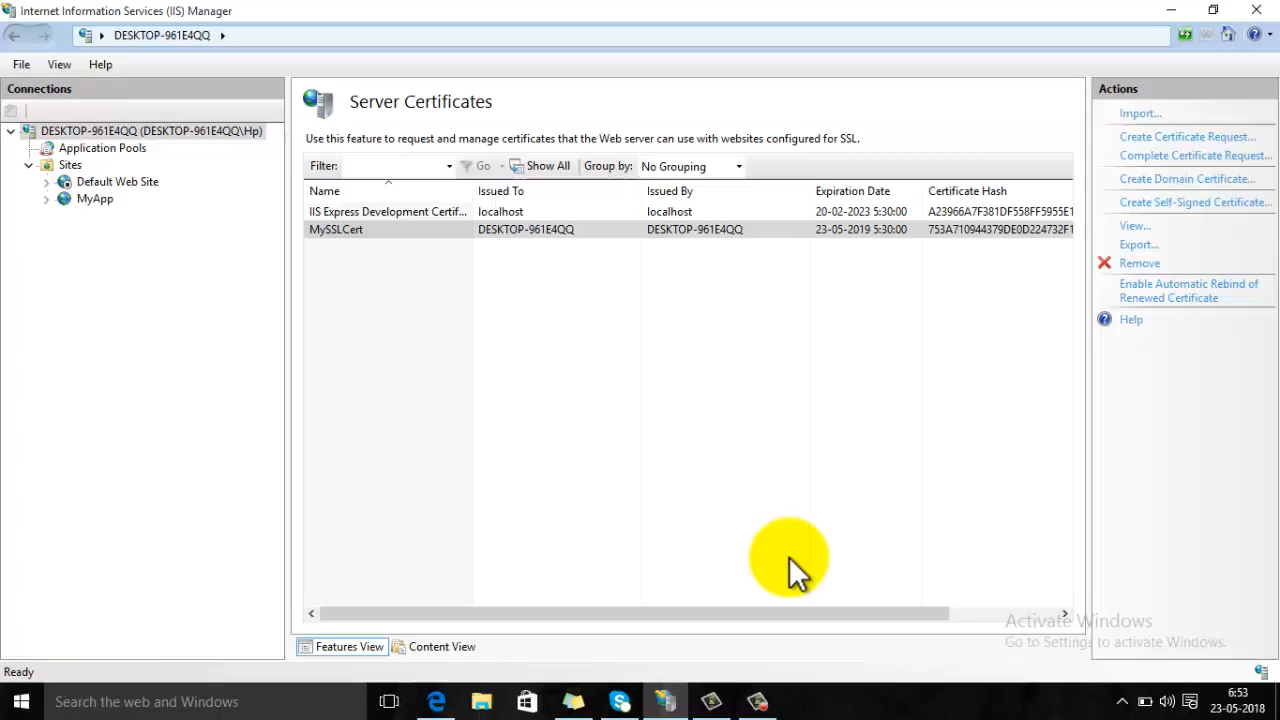 Internet Information Services (IIS) Manager
DESKTOP-961E4QQ
File View Help
Connections
DESKTOP-961E4QQ (DESKTOP-961E4QQ\Hp)
Application Pools
Sites
Default Web Site
MyApp
Server Certificates
Use this feature to request and manage certificates that the Web server can use with websites configured for SSL.
Filter: Go Show All Group by: No Grouping
Name Issued To Issued By Expiration Date Certificate Hash
IIS Express Development Certif... localhost localhost 20-02-2023 5:30:00 A23966A7F381DF558FF5955E1
MySSLCert DESKTOP-961E4QQ DESKTOP-961E4QQ 23-05-2019 5:30:00 753A710944379DE0D224732F1
Features View Content View
Actions
Import...
Create Certificate Request...
Complete Certificate Request...
Create Domain Certificate...
Create Self-Signed Certificate...
View...
Export...
Remove
Enable Automatic Rebind of
Renewed Certificate
Help
Activate Windows
Go to Settings to activate Windows.
Ready
Search the web and Windows
6:53
23-05-2018